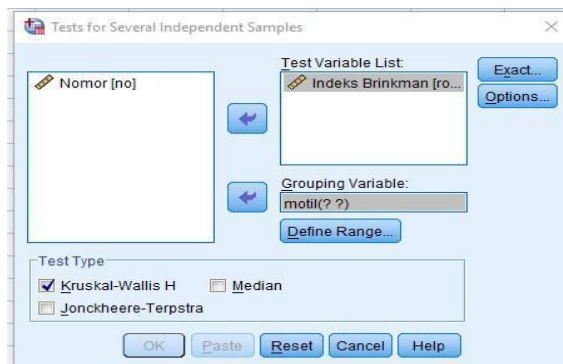 Tests for Several Independent Samples
Nomor [no]
Test Variable List:
Indeks Brinkman [ro...
Exact...
Options...
Grouping Variable:
motil(? ?)
Define Range...
Test Type
Kruskal-Wallis H Median
Jonckheere-Terpstra
OK Paste Reset Cancel Help